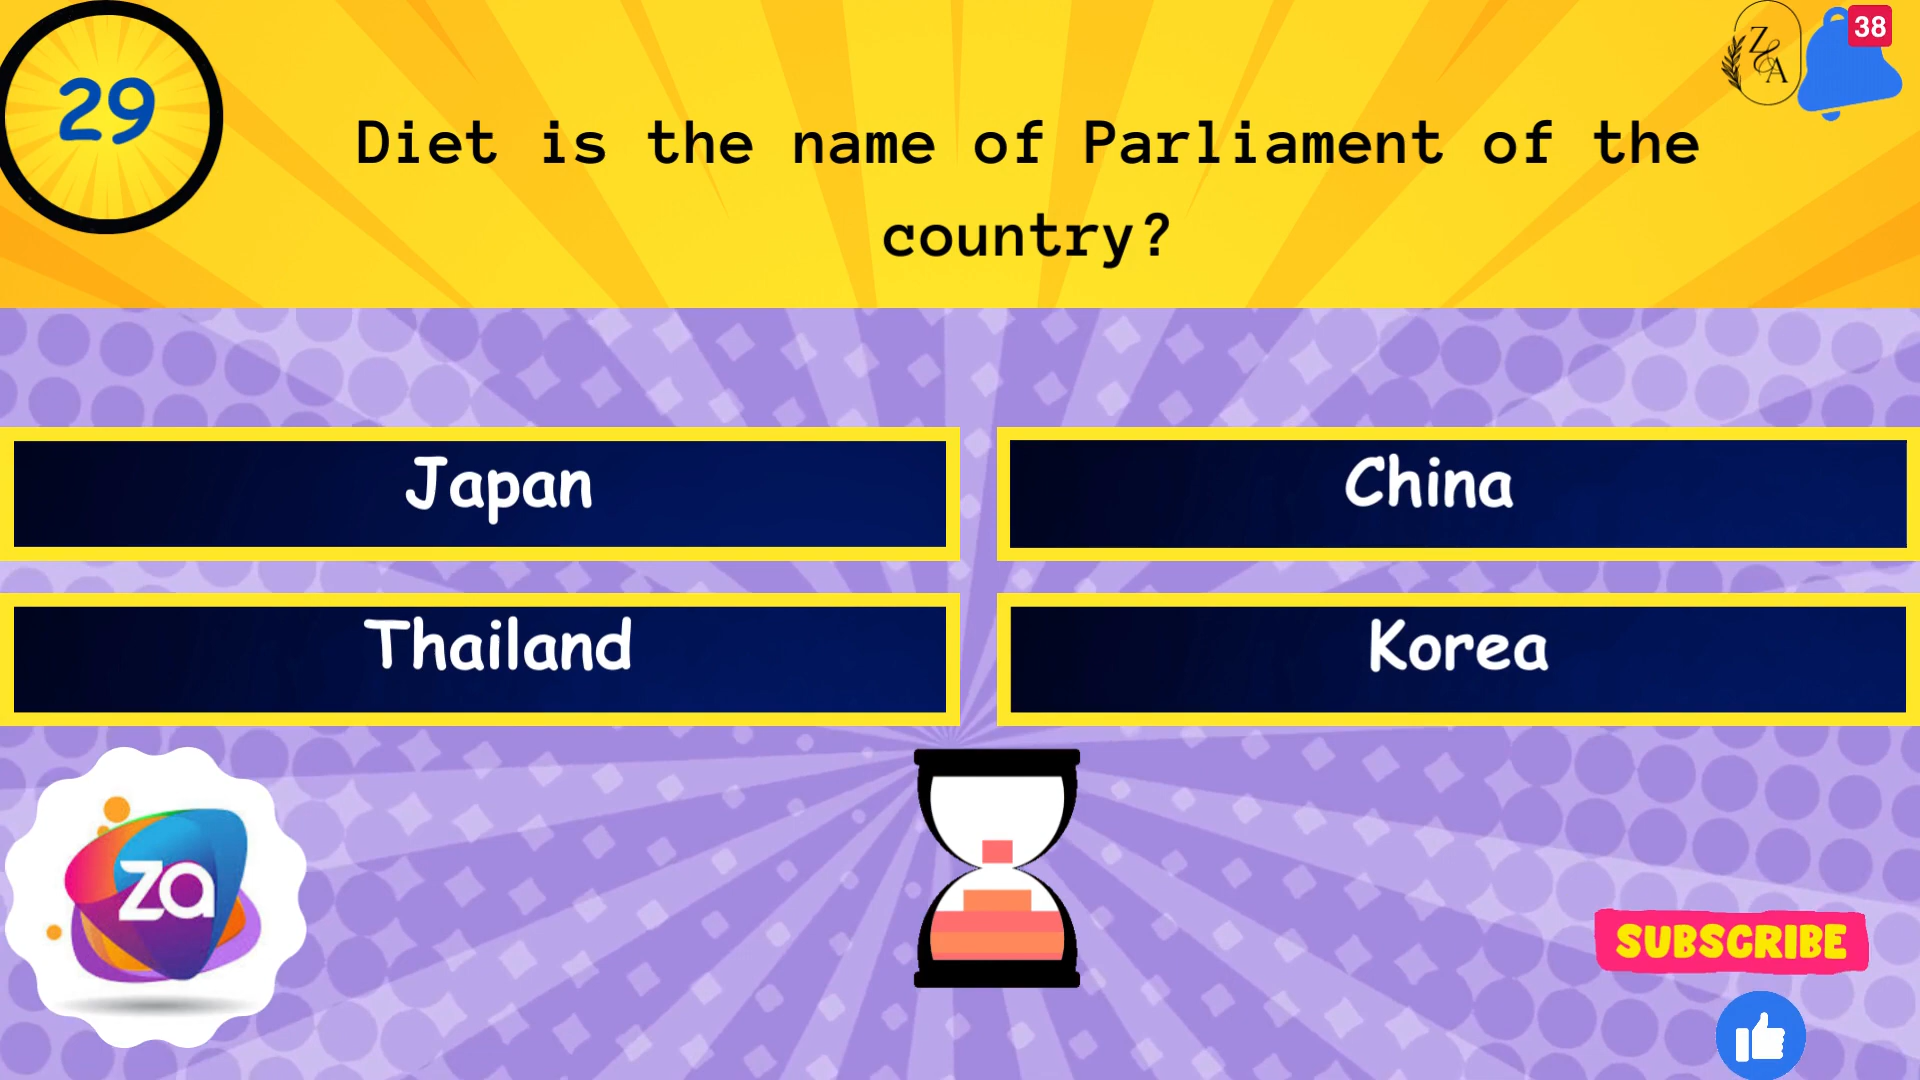 29
38
Z&A
Diet is the name of Parliament of the
country?
Japan
China
Thailand
Korea
za
SUBSCRIBE